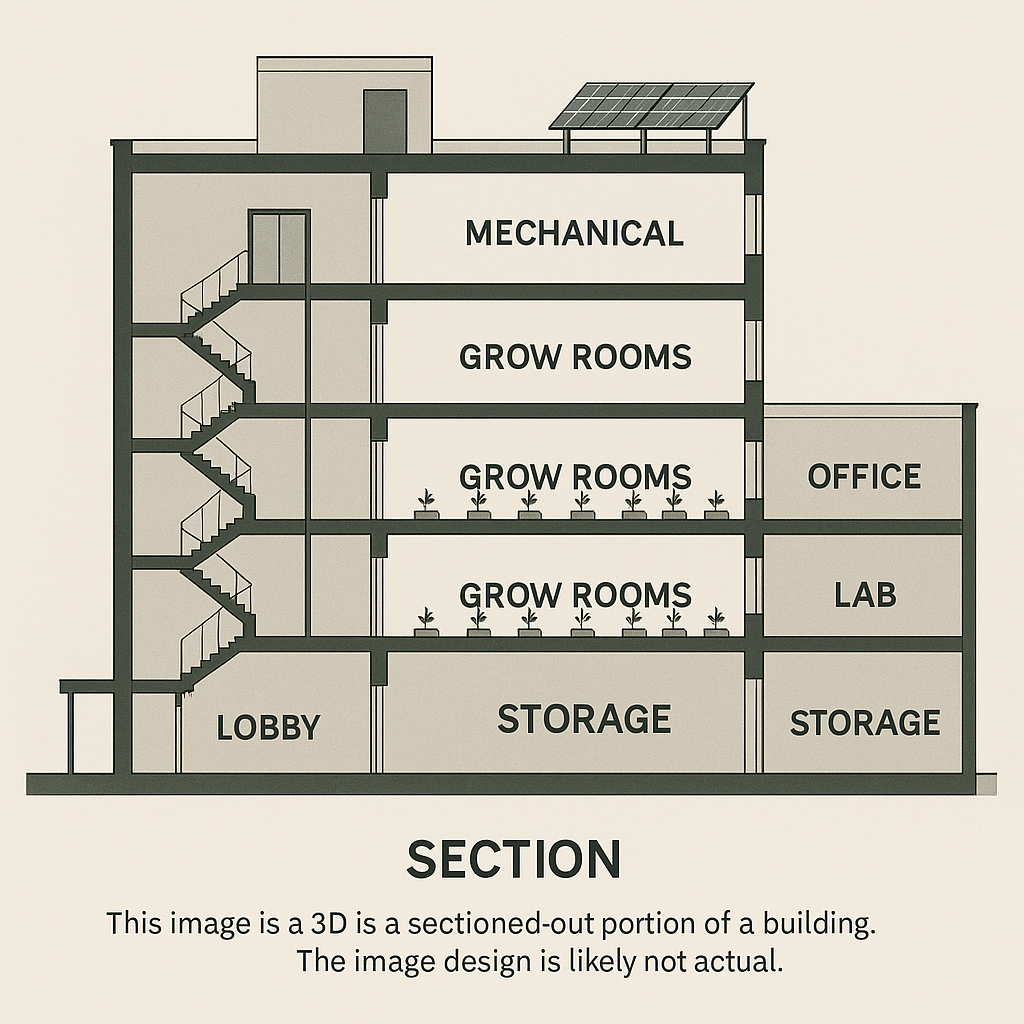 MECHANICAL
GROW ROOMS
GROW ROOMS
OFFICE
GROW ROOMS
LAB
LOBBY
STORAGE
STORAGE
SECTION
This image is a 3D is a sectioned-out portion of a building.
The image design is likely not actual.